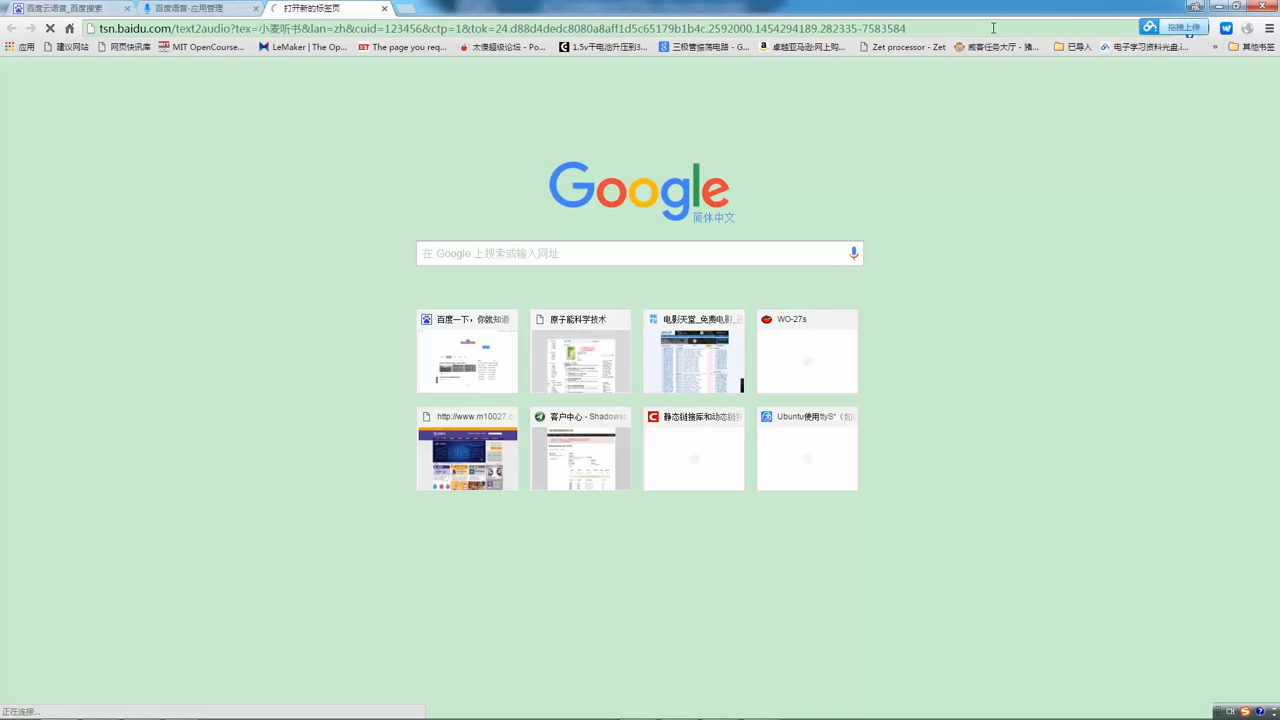 百度云语音_百度搜索
百度语音-应用管理
打开新的标签页
tsn.baidu.com/text2audio?tex=小麦听书&lan=zh&cuid=123456&ctp=1&tok=24.d88d4dedc8080a8aff1d5c65179b1b4c.2592000.1454294189.282335-7583584
拖拽上传
应用 建议网站 网页快讯库 MIT OpenCourse... LeMaker | The Op... The page you req... 太傻超级论坛 - Po... 1.5v干电池升压到3... 三极管振荡电路 - G... 卓越亚马逊:网上购... Zet processor - Zet 威客任务大厅 - 猪... 已导入 电子学习资料光盘.i... » 其他书签
Google
简体中文
在 Google 上搜索或输入网址
百度一下，你就知道 原子能科学技术 电影天堂_免费电影_ WO-27s
http://www.m10027. 客户中心 - Shadows 静态链接库和动态链接 Ubuntu使用ttyS*（如
正在连接...
CH